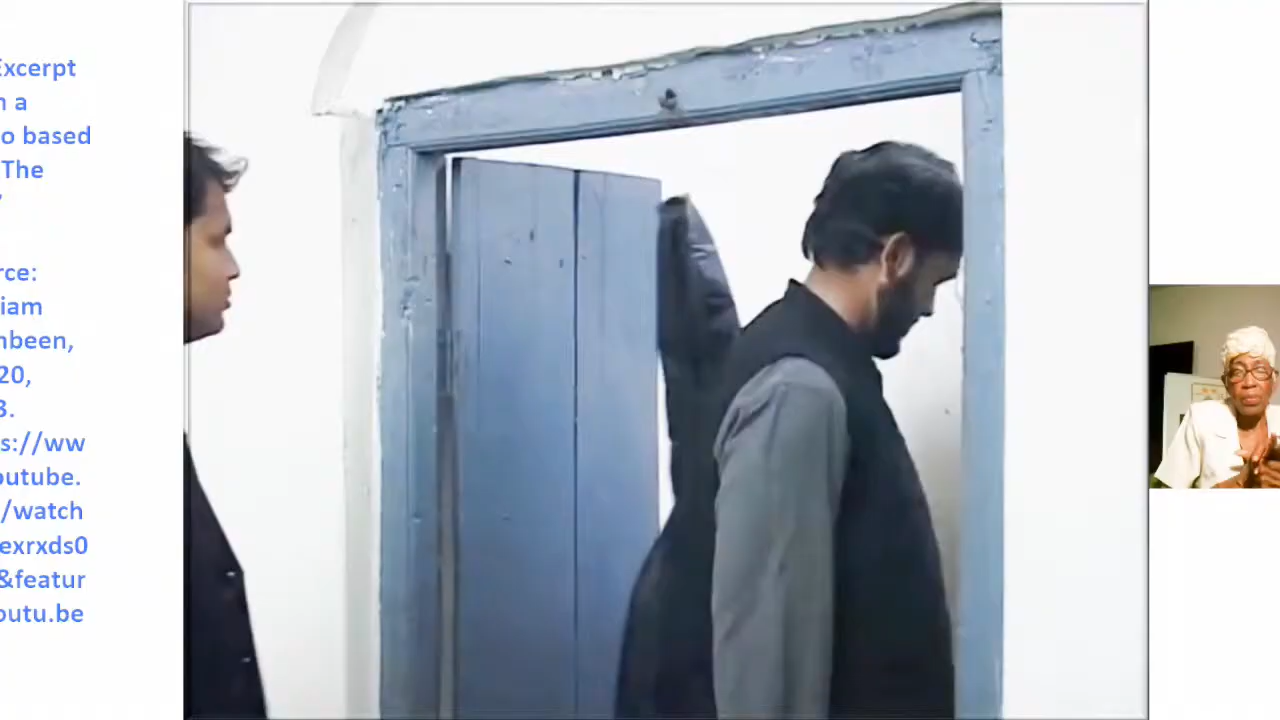 Excerpt
n a
o based
The
rce:
iam
nbeen,
20,
3.
s://ww
outube.
/watch
exrxds0
&featur
outu.be